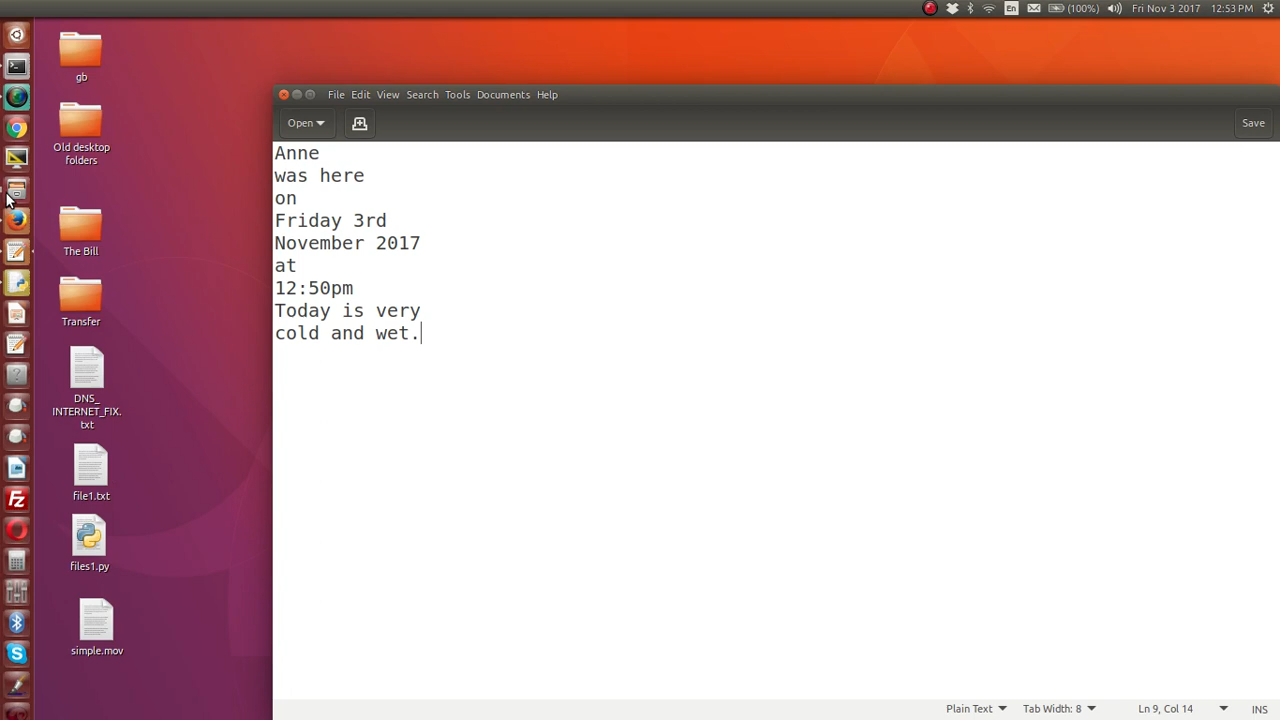 En
(100%)
Fri Nov 3 2017
12:53 PM
gb
Old desktop
folders
The Bill
Transfer
DNS_
INTERNET_FIX.
txt
file1.txt
files1.py
simple.mov
File Edit View Search Tools Documents Help
Open
Save
Anne
was here
on
Friday 3rd
November 2017
at
12:50pm
Today is very
cold and wet.
Plain Text
Tab Width: 8
Ln 9, Col 14
INS
Fz
S
?